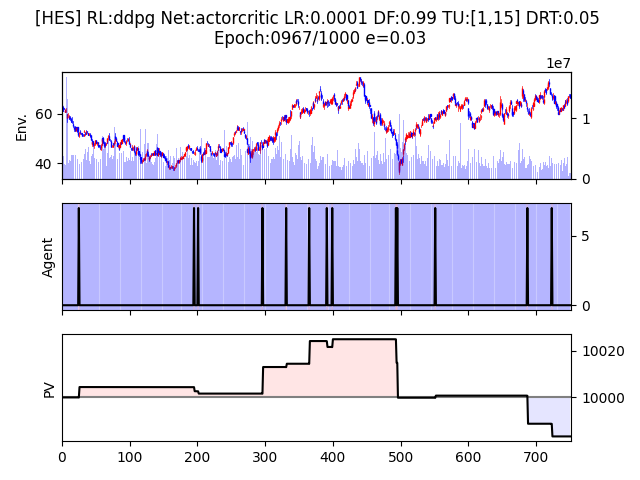 [HES] RL:ddpg Net:actorcritic LR:0.0001 DF:0.99 TU:[1,15] DRT:0.05
Epoch:0967/1000 e=0.03
1e7
Env.
60
40
1
0
Agent
5
0
PV
10020
10000
0 100 200 300 400 500 600 700